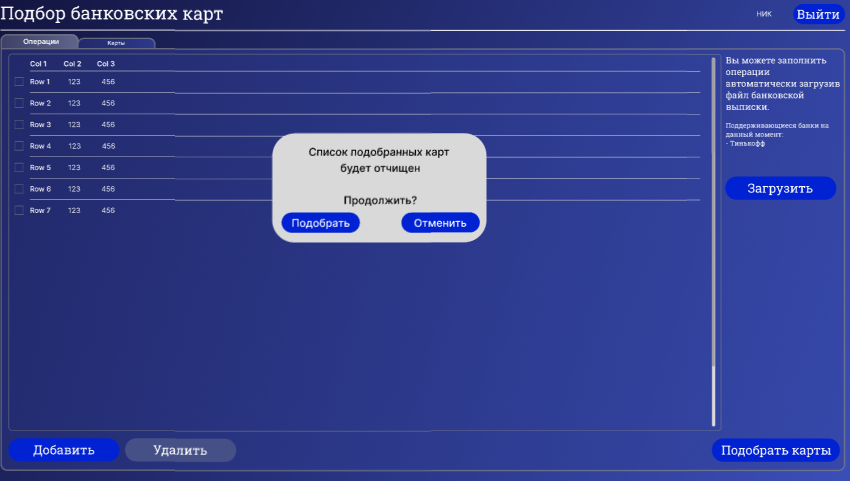 Подбор банковских карт
НИК
Выйти
Операции
Карты
Col 1 Col 2 Col 3
Row 1 123 456
Row 2 123 456
Row 3 123 456
Row 4 123 456
Row 5 123 456
Row 6 123 456
Row 7 123 456
Список подобранных карт
будет отчищен
Продолжить?
Подобрать
Отменить
Вы можете заполнить
операции
автоматически загрузив
файл банковской
выписки.
Поддерживающиеся банки на
данный момент:
- Тинькофф
Загрузить
Добавить
Удалить
Подобрать карты